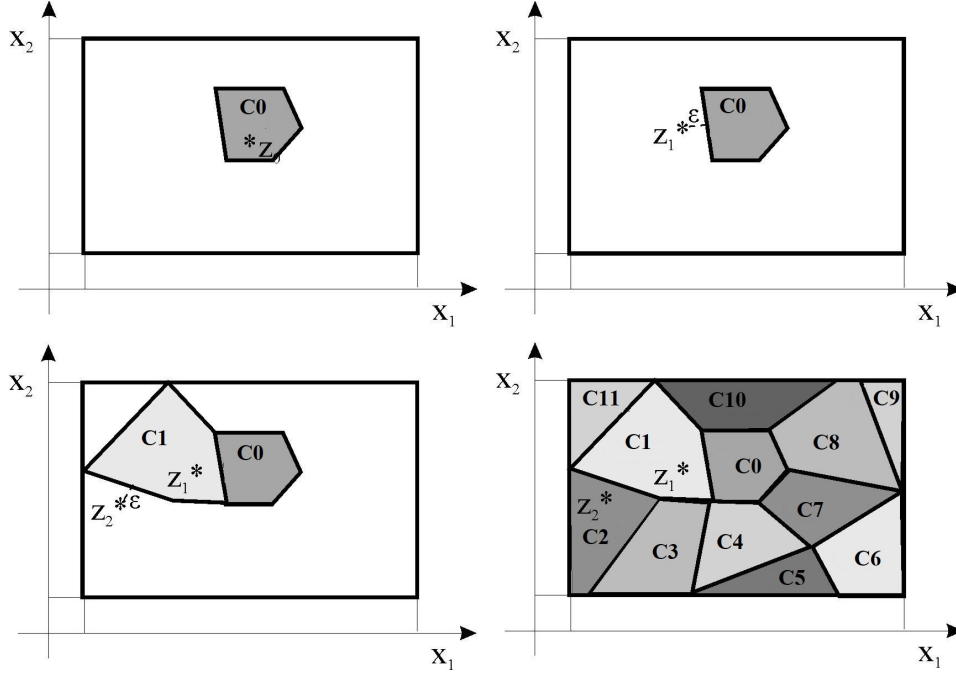 X₂
C0
*Z₀
X₁
X₂
C0
ε
Z₁*
X₁
X₂
C1
C0
Z₁*
Z₂*
ε
X₁
X₂
C11
C10
C9
C1
C8
C0
Z₁*
Z₂*
C7
C2
C3
C4
C6
C5
X₁